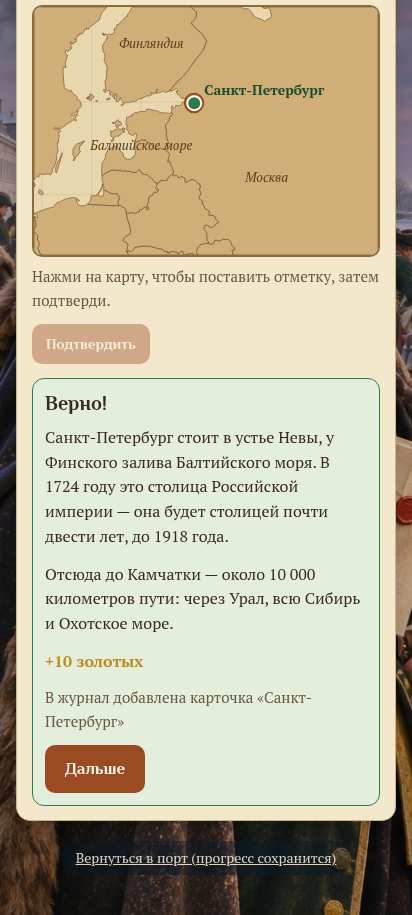 Финляндия
Санкт-Петербург
Балтийское море
Москва
Нажми на карту, чтобы поставить отметку, затем
подтверди.
Подтвердить
Верно!
Санкт-Петербург стоит в устье Невы, у
Финского залива Балтийского моря. В
1724 году это столица Российской
империи — она будет столицей почти
двести лет, до 1918 года.
Отсюда до Камчатки — около 10 000
километров пути: через Урал, всю Сибирь
и Охотское море.
+10 золотых
В журнал добавлена карточка «Санкт-
Петербург»
Дальше
Вернуться в порт (прогресс сохранится)